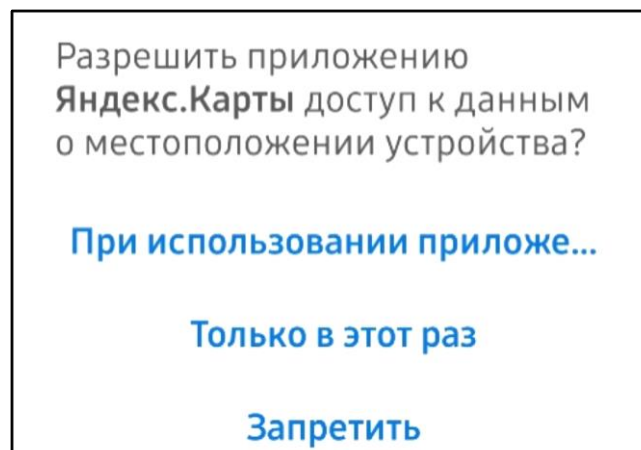 Разрешить приложению
Яндекс.Карты доступ к данным
о местоположении устройства?
При использовании приложе...
Только в этот раз
Запретить